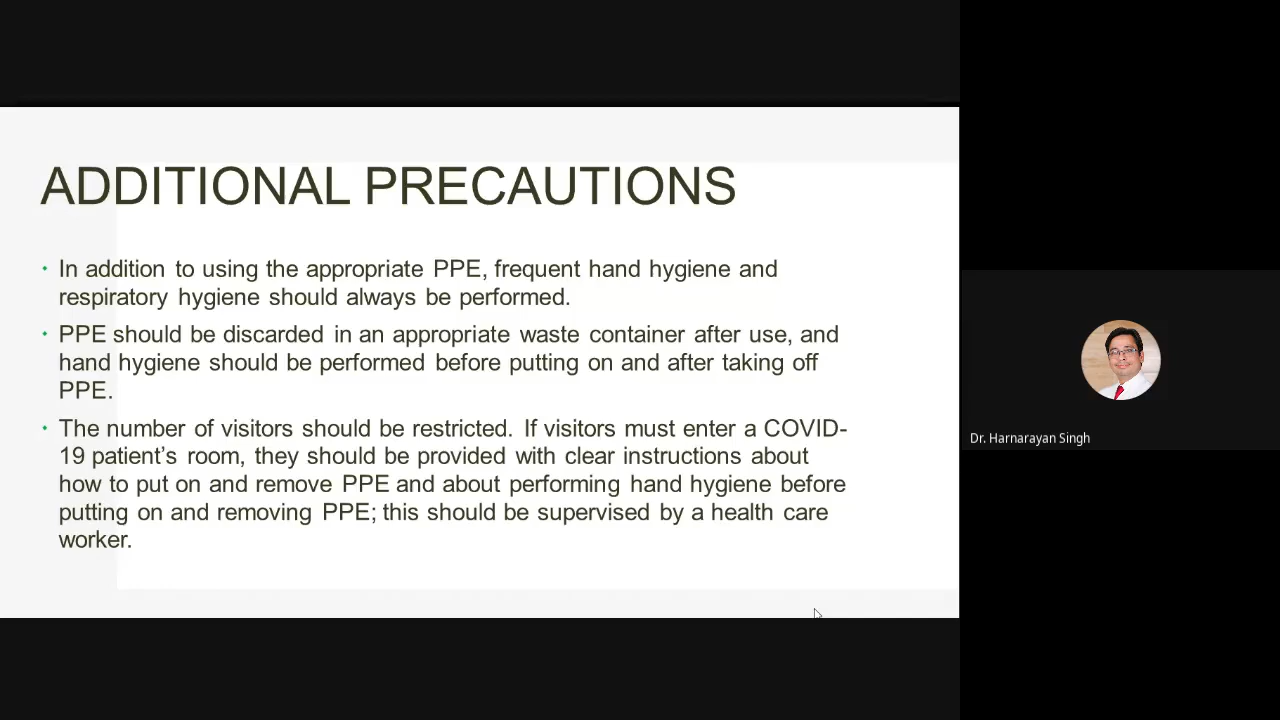 ADDITIONAL PRECAUTIONS
In addition to using the appropriate PPE, frequent hand hygiene and
respiratory hygiene should always be performed.
PPE should be discarded in an appropriate waste container after use, and
hand hygiene should be performed before putting on and after taking off
PPE.
The number of visitors should be restricted. If visitors must enter a COVID-
19 patient’s room, they should be provided with clear instructions about
how to put on and remove PPE and about performing hand hygiene before
putting on and removing PPE; this should be supervised by a health care
worker.
Dr. Harnarayan Singh